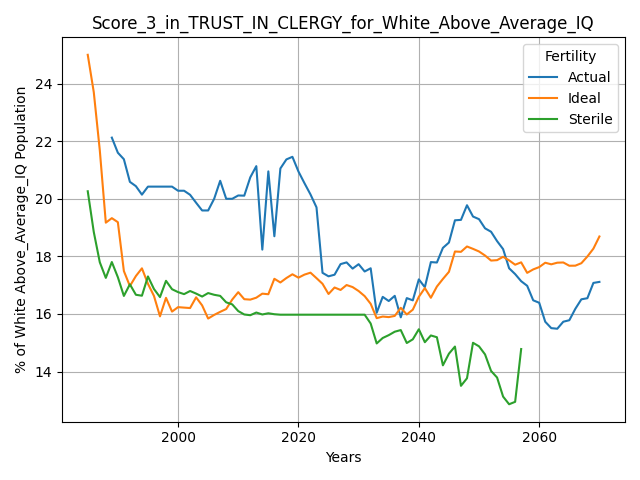 Score_3_in_TRUST_IN_CLERGY_for_White_Above_Average_IQ
Fertility
Actual
Ideal
Sterile
% of White Above_Average_IQ Population
24
22
20
18
16
14
2000
2020
2040
2060
Years